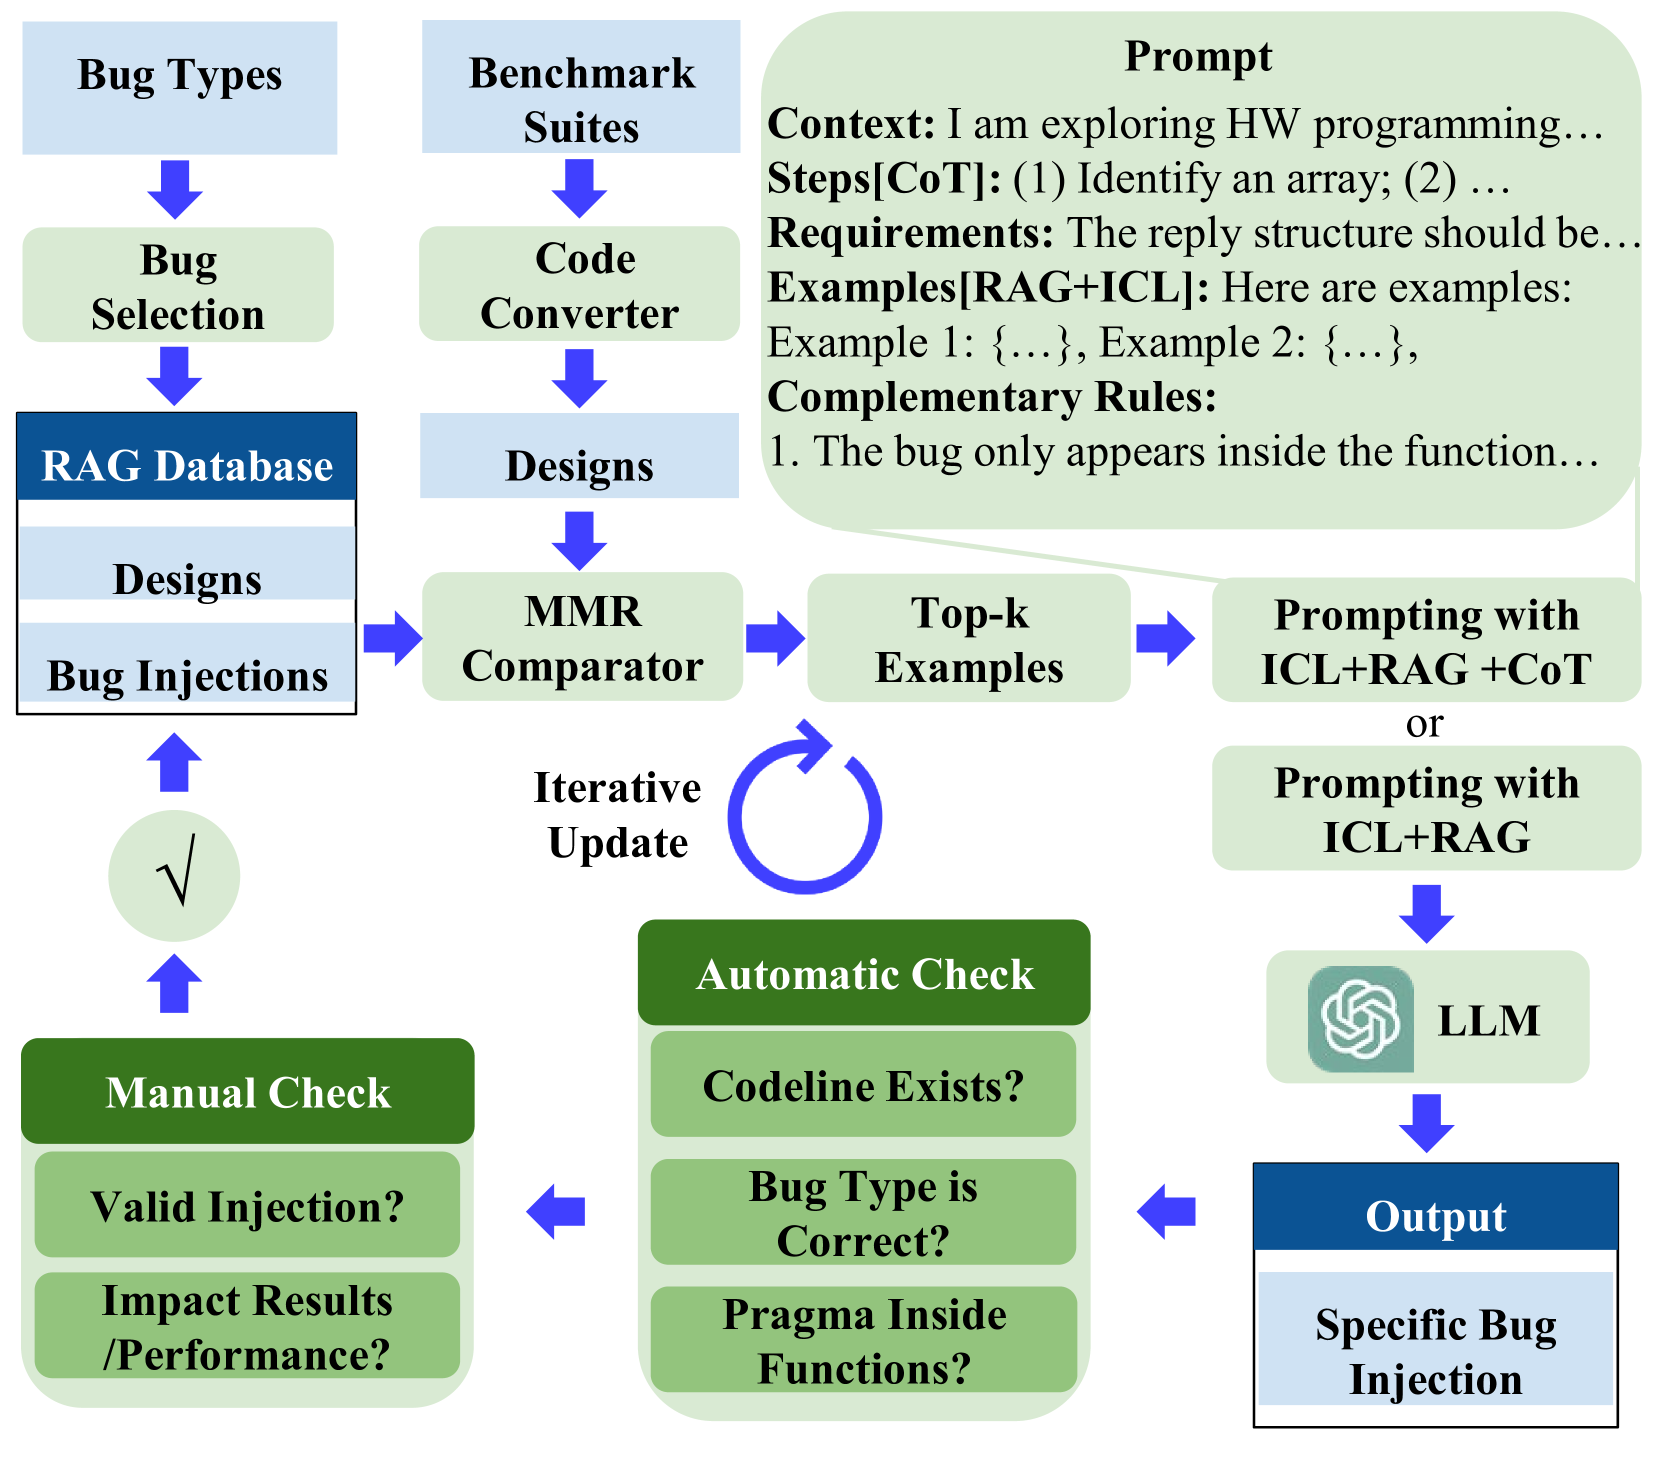 Bug Types
Benchmark
Suites
Prompt
Context: I am exploring HW programming…
Steps[CoT]: (1) Identify an array; (2) …
Requirements: The reply structure should be…
Examples[RAG+ICL]: Here are examples:
Example 1: {…}, Example 2: {…},
Complementary Rules:
1. The bug only appears inside the function…
Bug
Selection
Code
Converter
RAG Database
Designs
Bug Injections
Designs
MMR
Comparator
Top-k
Examples
Prompting with
ICL+RAG +CoT
or
Prompting with
ICL+RAG
Iterative
Update
√
LLM
Output
Specific Bug
Injection
Automatic Check
Codeline Exists?
Bug Type is
Correct?
Pragma Inside
Functions?
Manual Check
Valid Injection?
Impact Results
/Performance?